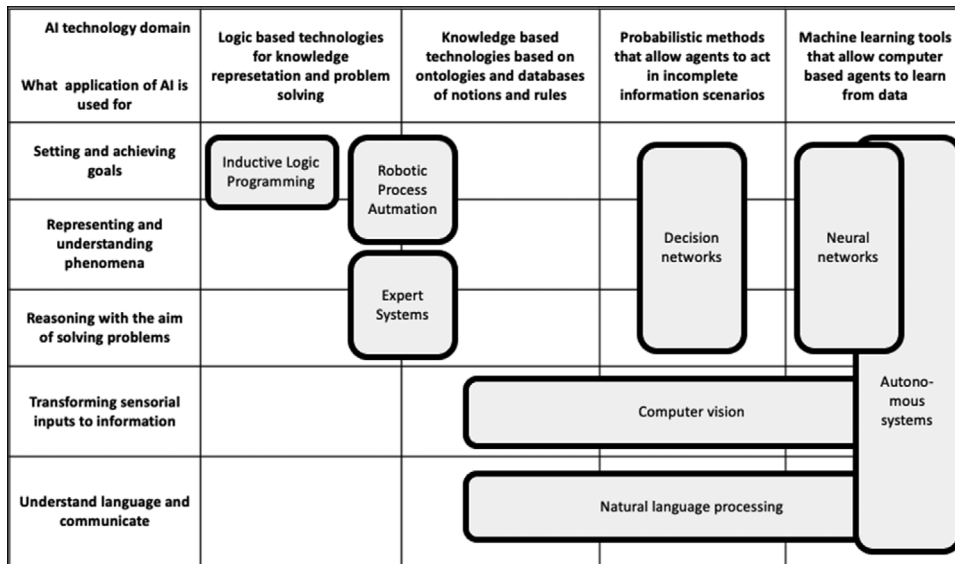 AI technology domain
What  application of AI is
used for
Logic based technologies
for knowledge
represetation and problem
solving
Knowledge based
technologies based on
ontologies and databases
of notions and rules
Probabilistic methods
that allow agents to act
in incomplete
information scenarios
Machine learning tools
that allow computer
based agents to learn
from data
Setting and achieving
goals
Inductive Logic
Programming
Robotic
Process
Autmation
Representing and
understanding
phenomena
Decision
networks
Neural
networks
Expert
Systems
Reasoning with the aim
of solving problems
Transforming sensorial
inputs to information
Computer vision
Autono-
mous
systems
Understand language and
communicate
Natural language processing